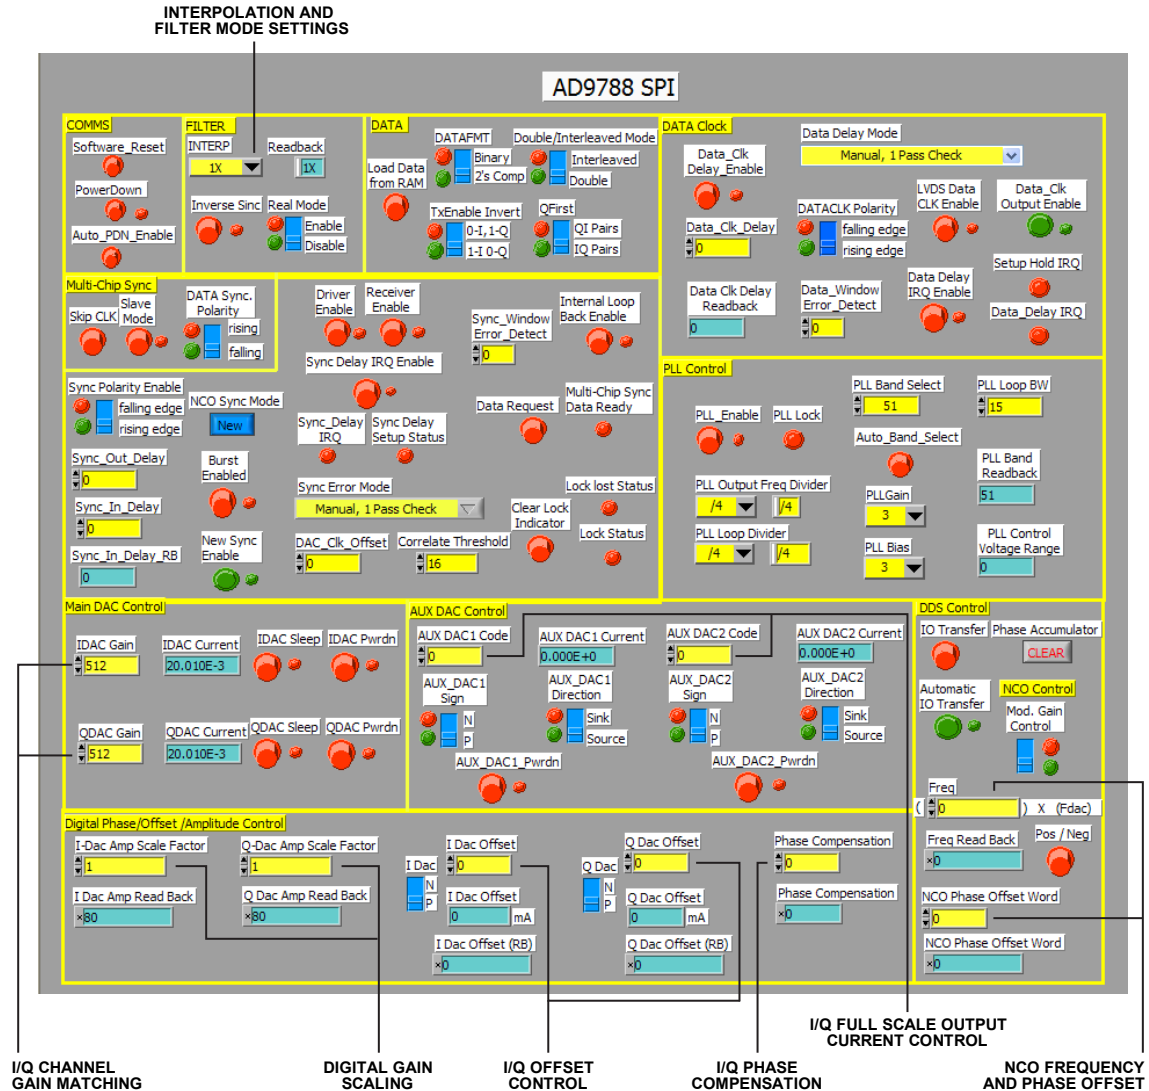 INTERPOLATION AND
FILTER MODE SETTINGS
AD9788 SPI
COMMS
Software_Reset
PowerDown
Auto_PDN_Enable
FILTER
INTERP
1X
Readback
1X
Inverse Sinc
Real Mode
Enable
Disable
DATA
Load Data
from RAM
DATAFMT
Binary
2's Comp
Double/Interleaved Mode
Interleaved
Double
TxEnable Invert
0-I,1-Q
1-I 0-Q
QFirst
QI Pairs
IQ Pairs
DATA Clock
Data_Clk
Delay_Enable
Data Delay Mode
Manual, 1 Pass Check
Data_Clk_Delay
0
DATACLK Polarity
falling edge
rising edge
LVDS Data
CLK Enable
Data_Clk
Output Enable
Data Clk Delay
Readback
0
Data_Window
Error_Detect
0
Data Delay
IRQ Enable
Setup Hold IRQ
Data_Delay IRQ
Multi-Chip Sync
Skip CLK
Slave
Mode
DATA Sync.
Polarity
rising
falling
Driver
Enable
Receiver
Enable
Sync_Window
Error_Detect
0
Internal Loop
Back Enable
Sync Delay IRQ Enable
Sync Polarity Enable
falling edge
rising edge
NCO Sync Mode
New
Sync_Delay
IRQ
Sync Delay
Setup Status
Data Request
Multi-Chip Sync
Data Ready
Sync_Out_Delay
0
Burst
Enabled
Sync_In_Delay
0
Sync Error Mode
Manual, 1 Pass Check
Clear Lock
Indicator
Lock lost Status
Lock Status
Sync_In_Delay_RB
0
New Sync
Enable
DAC_Clk_Offset
0
Correlate Threshold
16
PLL Control
PLL_Enable
PLL Lock
PLL Band Select
51
PLL Loop BW
15
Auto_Band_Select
PLL Band
Readback
51
PLL Output Freq Divider
/4
/4
PLLGain
3
PLL Loop Divider
/4
/4
PLL Bias
3
PLL Control
Voltage Range
0
Main DAC Control
IDAC Gain
512
IDAC Current
20.010E-3
IDAC Sleep
IDAC Pwrdn
QDAC Gain
512
QDAC Current
20.010E-3
QDAC Sleep
QDAC Pwrdn
AUX DAC Control
AUX DAC1 Code
0
AUX DAC1 Current
0.000E+0
AUX DAC2 Code
0
AUX DAC2 Current
0.000E+0
AUX_DAC1
Sign
N
P
AUX_DAC1
Direction
Sink
Source
AUX_DAC2
Sign
N
P
AUX_DAC2
Direction
Sink
Source
AUX_DAC1_Pwrdn
AUX_DAC2_Pwrdn
DDS Control
IO Transfer
Phase Accumulator
CLEAR
Automatic
IO Transfer
NCO Control
Mod. Gain
Control
Freq
( 0 ) X (Fdac)
Freq Read Back
×0
Pos / Neg
NCO Phase Offset Word
0
NCO Phase Offset Word
×0
Digital Phase/Offset /Amplitude Control
I-Dac Amp Scale Factor
1
Q-Dac Amp Scale Factor
1
I Dac Amp Read Back
×80
Q Dac Amp Read Back
×80
I Dac
N
P
I Dac Offset
0
I Dac Offset
0 mA
I Dac Offset (RB)
×0
Q Dac
N
P
Q Dac Offset
0
Q Dac Offset
0 mA
Q Dac Offset (RB)
×0
Phase Compensation
0
Phase Compensation
×0
I/Q FULL SCALE OUTPUT
CURRENT CONTROL
I/Q CHANNEL
GAIN MATCHING
DIGITAL GAIN
SCALING
I/Q OFFSET
CONTROL
I/Q PHASE
COMPENSATION
NCO FREQUENCY
AND PHASE OFFSET